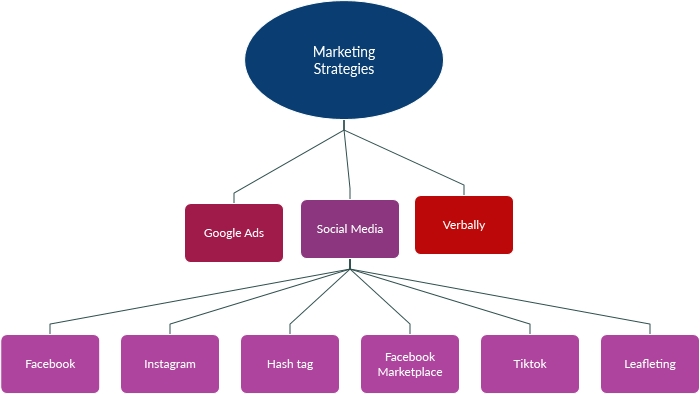 Marketing
Strategies
Google Ads
Social Media
Verbally
Facebook
Instagram
Hash tag
Facebook
Marketplace
Tiktok
Leafleting